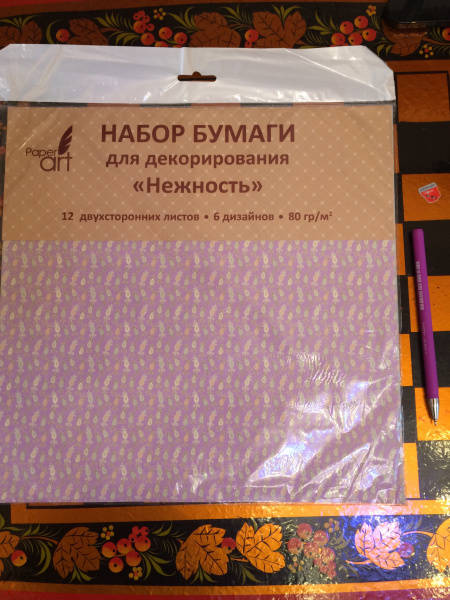 Paper
art
НАБОР БУМАГИ
для декорирования
«Нежность»
12 двухсторонних листов • 6 дизайнов • 80 гр/м²